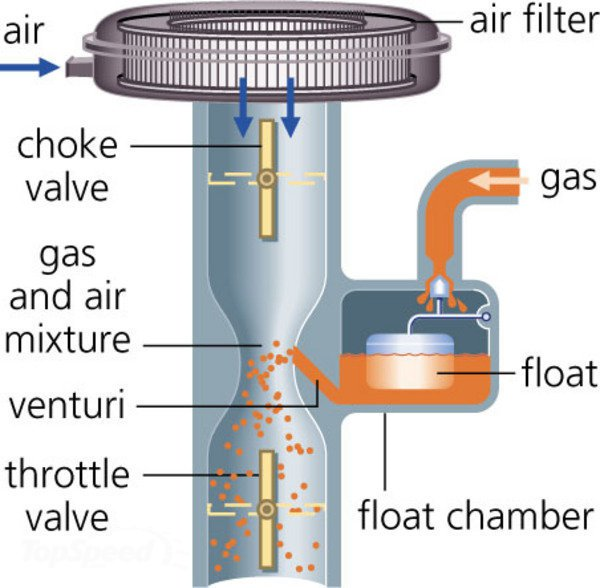 air
air filter
choke
valve
gas
gas
and air
mixture
float
venturi
throttle
valve
float chamber
TopSpeed